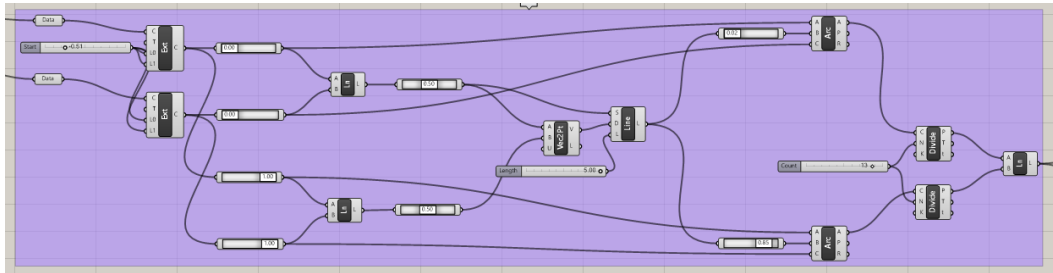 Data
Start -0.51
C
T
L0
L1
Ext
C
Data
C
T
L0
L1
Ext
C
0.00
0.00
A
B
Ln
L
0.50
1.00
1.00
A
B
Ln
L
0.50
A
B
U
Vec2Pt
V
L
Length 5.00
S
D
L
Line
L
0.82
0.85
A
B
C
Arc
A
P
R
A
B
C
Arc
A
P
R
Count 13
C
N
K
Divide
P
T
t
C
N
K
Divide
P
T
t
A
B
Ln
L